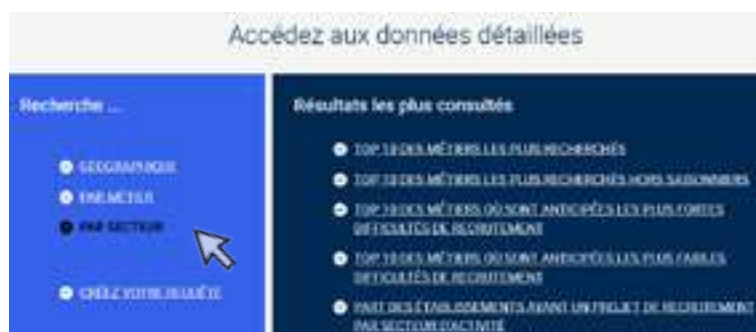 Accédez aux données détaillées
Recherche ...
GÉOGRAPHIQUE
PAR MÉTIER
PAR SECTEUR
CRÉEZ VOTRE REQUÊTE
Résultats les plus consultés
TOP 10 DES MÉTIERS LES PLUS RECHERCHÉS
TOP 10 DES MÉTIERS LES PLUS RECHERCHÉS HORS SAISONNIERS
TOP 10 DES MÉTIERS OÙ SONT ANTICIPÉES LES PLUS FORTES
DIFFICULTÉS DE RECRUTEMENT
TOP 10 DES MÉTIERS OÙ SONT ANTICIPÉES LES PLUS FAIBLES
DIFFICULTÉS DE RECRUTEMENT
PART DES ÉTABLISSEMENTS AYANT UN PROJET DE RECRUTEMENT
PAR SECTEUR D'ACTIVITÉ